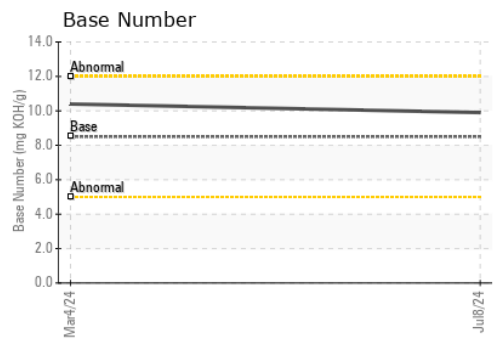 Base Number
Base Number (mg KOH/g)
14.0
12.0
10.0
8.0
6.0
4.0
2.0
0.0
Abnormal
Base
Abnormal
Mar4/24
Jul8/24